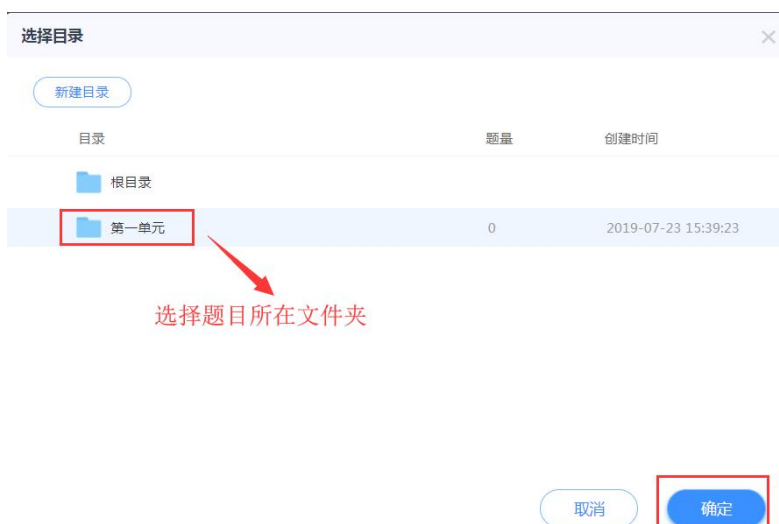 选择目录
新建目录
目录 题量 创建时间
根目录
第一单元 0 2019-07-23 15:39:23
选择题目所在文件夹
取消 确定